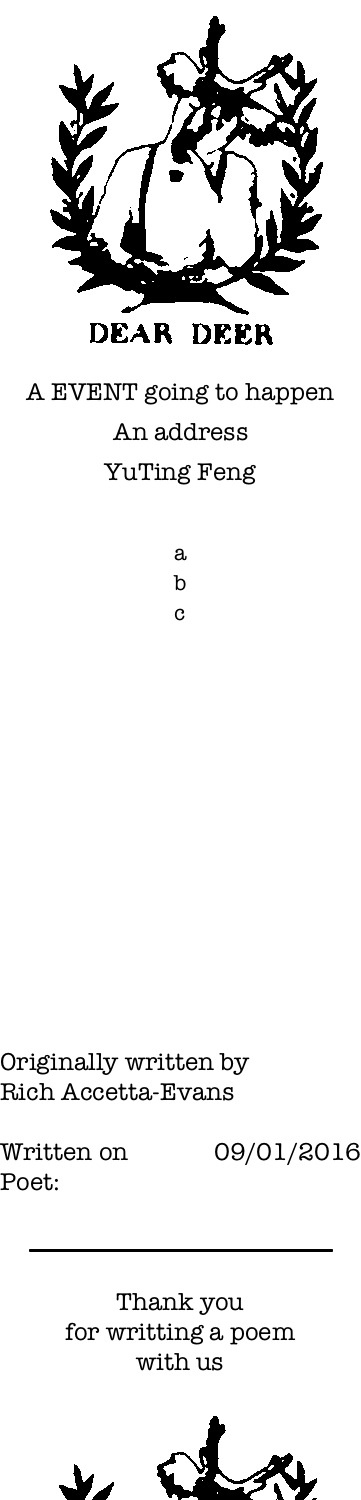 DEAR DEER
A EVENT going to happen
An address
YuTing Feng
a
b
c
Originally written by
Rich Accetta-Evans
Written on 09/01/2016
Poet:
Thank you
for writting a poem
with us